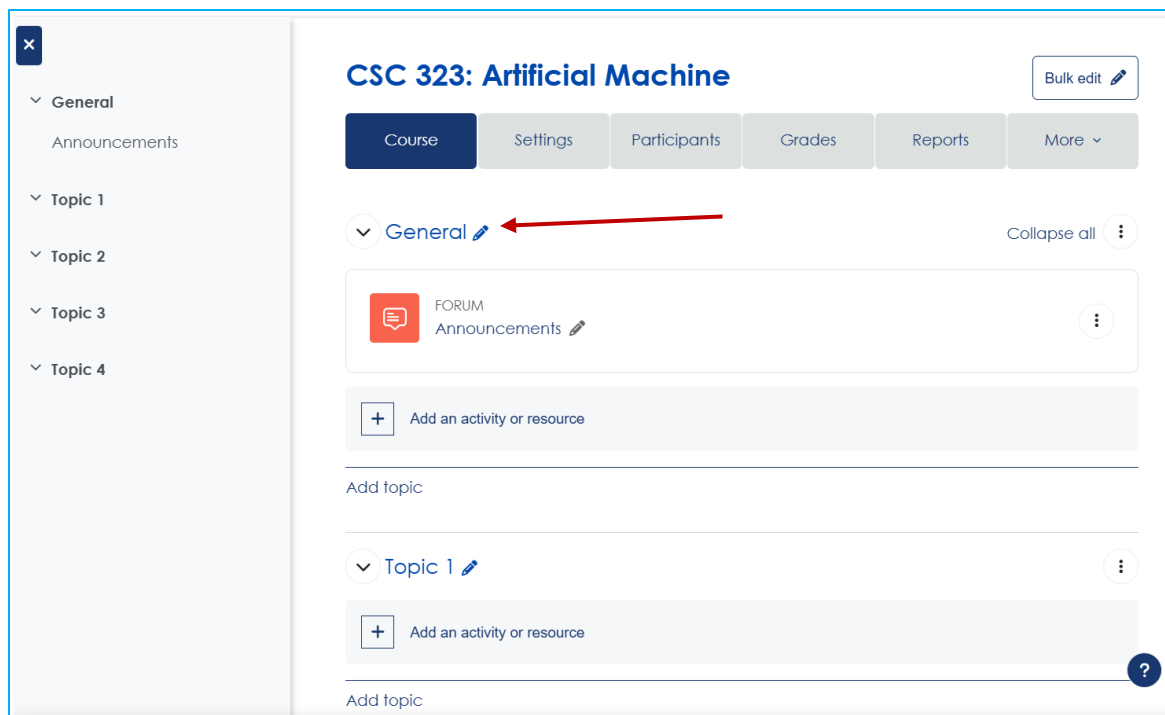 General
Announcements
Topic 1
Topic 2
Topic 3
Topic 4
CSC 323: Artificial Machine
Bulk edit
Course Settings Participants Grades Reports More
General
Collapse all
FORUM
Announcements
+ Add an activity or resource
Add topic
Topic 1
+ Add an activity or resource
?
Add topic